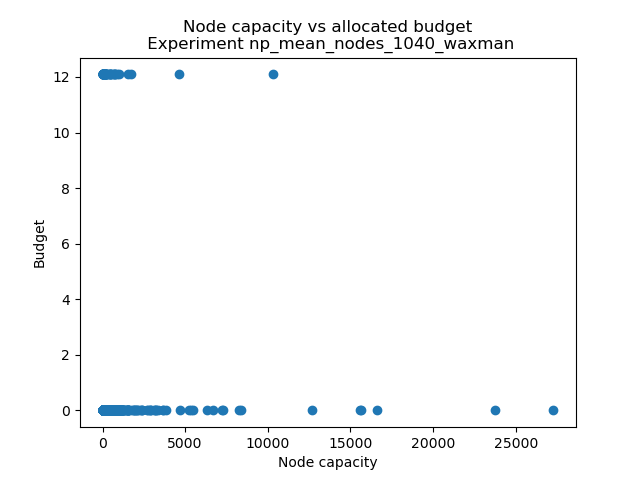 Node capacity vs allocated budget
Experiment np_mean_nodes_1040_waxman
12
10
8
6
4
2
0
Budget
0 5000 10000 15000 20000 25000
Node capacity